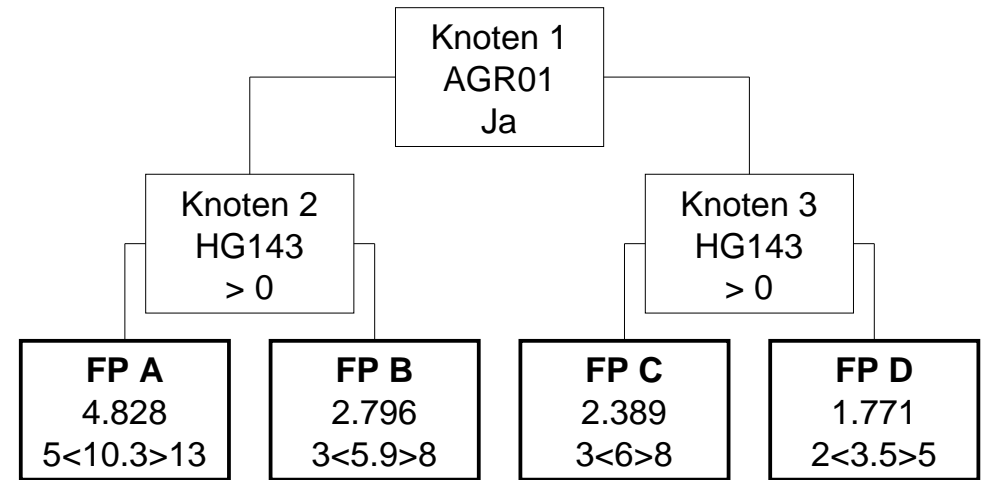 Knoten 1
AGR01
Ja
Knoten 2
HG143
> 0
Knoten 3
HG143
> 0
FP A
4.828
5<10.3>13
FP B
2.796
3<5.9>8
FP C
2.389
3<6>8
FP D
1.771
2<3.5>5